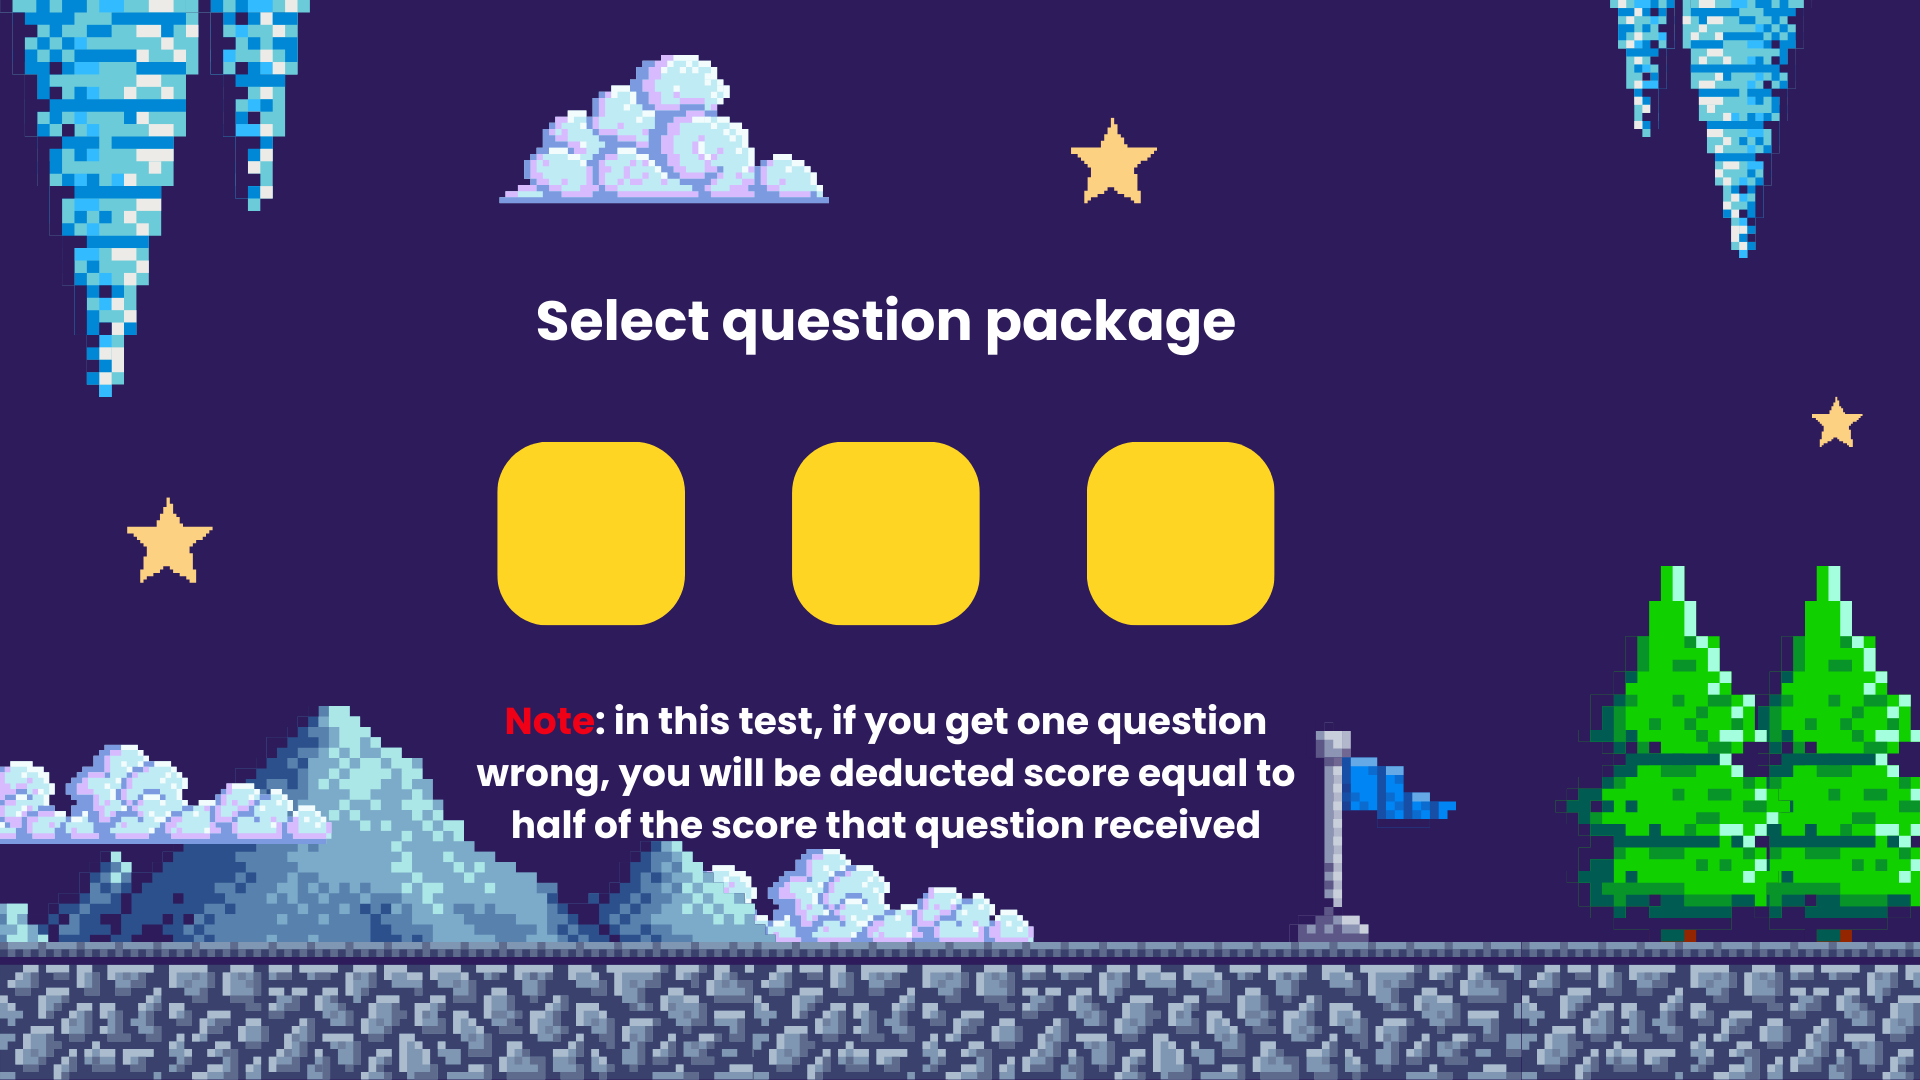 Select question package
Note: in this test, if you get one question
wrong, you will be deducted score equal to
half of the score that question received